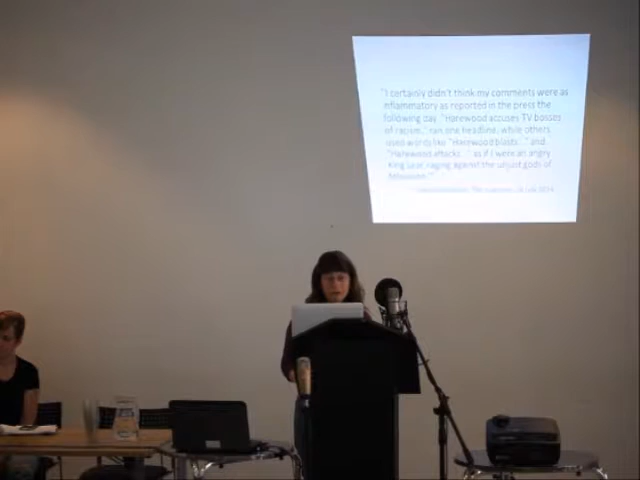 "I certainly didn't think my comments were as
inflammatory as reported in the press the
following day. "Harewood accuses TV bosses
of racism," ran one headline, while others
used words like "Harewood blasts..." and
"Harewood attacks..." as if I were an angry
King Lear, raging against the unjust gods of
television."